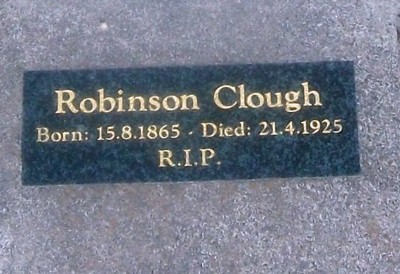 Robinson Clough
Born: 15.8.1865 - Died: 21.4.1925
R.I.P.